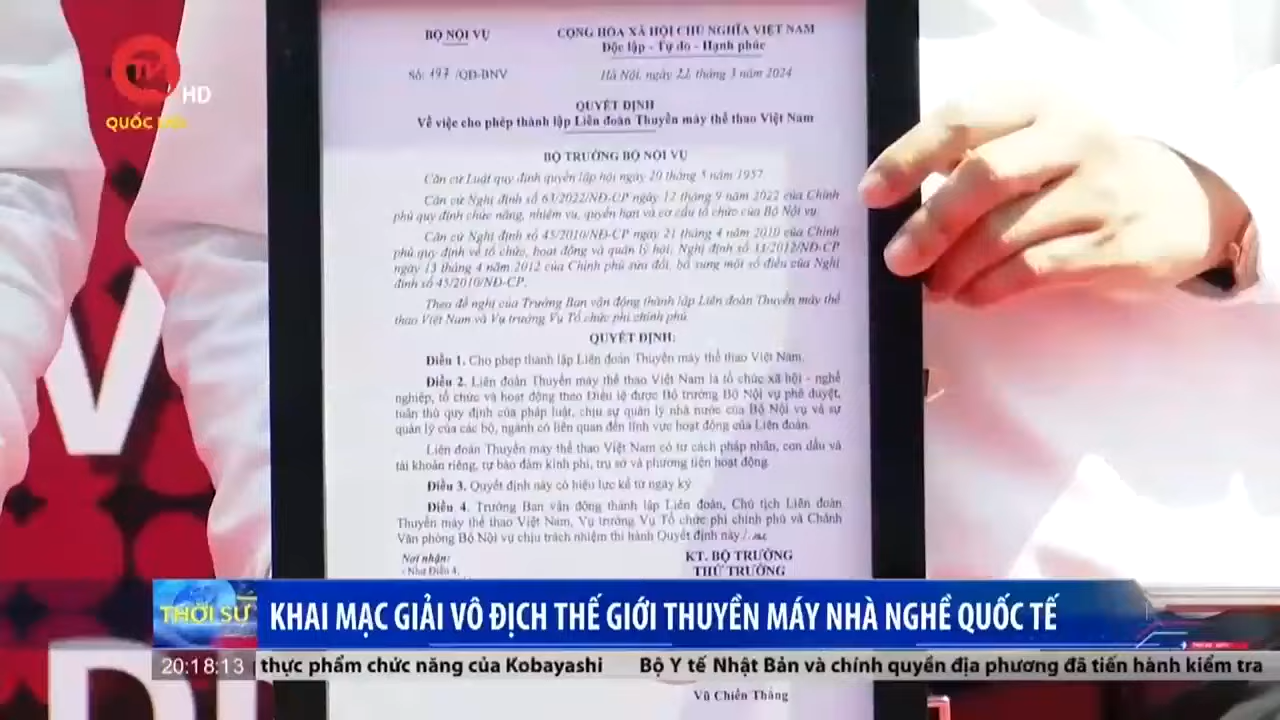 BỘ NỘI VỤ
CỘNG HÒA XÃ HỘI CHỦ NGHĨA VIỆT NAM
Độc lập - Tự do - Hạnh phúc
Số: 197 /QĐ-BNV
Hà Nội, ngày 22 tháng 3 năm 2024
QUYẾT ĐỊNH
Về việc cho phép thành lập Liên đoàn Thuyền máy thể thao Việt Nam
BỘ TRƯỞNG BỘ NỘI VỤ
Căn cứ Luật quy định quyền lập hội ngày 20 tháng 5 năm 1957;
Căn cứ Nghị định số 63/2022/NĐ-CP ngày 12 tháng 9 năm 2022 của Chính
phủ quy định chức năng, nhiệm vụ, quyền hạn và cơ cấu tổ chức của Bộ Nội vụ;
Căn cứ Nghị định số 45/2010/NĐ-CP ngày 21 tháng 4 năm 2010 của Chính
phủ quy định về tổ chức, hoạt động và quản lý hội, Nghị định số 33/2012/NĐ-CP
ngày 13 tháng 4 năm 2012 của Chính phủ sửa đổi, bổ sung một số điều của Nghị
định số 45/2010/NĐ-CP;
Theo đề nghị của Trưởng Ban vận động thành lập Liên đoàn Thuyền máy thể
thao Việt Nam và Vụ trưởng Vụ Tổ chức phi chính phủ.
QUYẾT ĐỊNH:
Điều 1. Cho phép thành lập Liên đoàn Thuyền máy thể thao Việt Nam.
Điều 2. Liên đoàn Thuyền máy thể thao Việt Nam là tổ chức xã hội - nghề
nghiệp, tổ chức và hoạt động theo Điều lệ được Bộ trưởng Bộ Nội vụ phê duyệt,
tuân thủ quy định của pháp luật, chịu sự quản lý nhà nước của Bộ Nội vụ và sự
quản lý của các bộ, ngành có liên quan đến lĩnh vực hoạt động của Liên đoàn.
Liên đoàn Thuyền máy thể thao Việt Nam có tư cách pháp nhân, con dấu và
tài khoản riêng, tự bảo đảm kinh phí, trụ sở và phương tiện hoạt động.
Điều 3. Quyết định này có hiệu lực kể từ ngày ký.
Điều 4. Trưởng Ban vận động thành lập Liên đoàn, Chủ tịch Liên đoàn
Thuyền máy thể thao Việt Nam, Vụ trưởng Vụ Tổ chức phi chính phủ và Chánh
Văn phòng Bộ Nội vụ chịu trách nhiệm thi hành Quyết định này./.
Nơi nhận:
- Như Điều 4;
KT. BỘ TRƯỞNG
THỨ TRƯỞNG
THỜI SỰ
KHAI MẠC GIẢI VÔ ĐỊCH THẾ GIỚI THUYỀN MÁY NHÀ NGHỀ QUỐC TẾ
20:18:13
thực phẩm chức năng của Kobayashi
Bộ Y tế Nhật Bản và chính quyền địa phương đã tiến hành kiểm tra
Vũ Chiến Thắng
HD